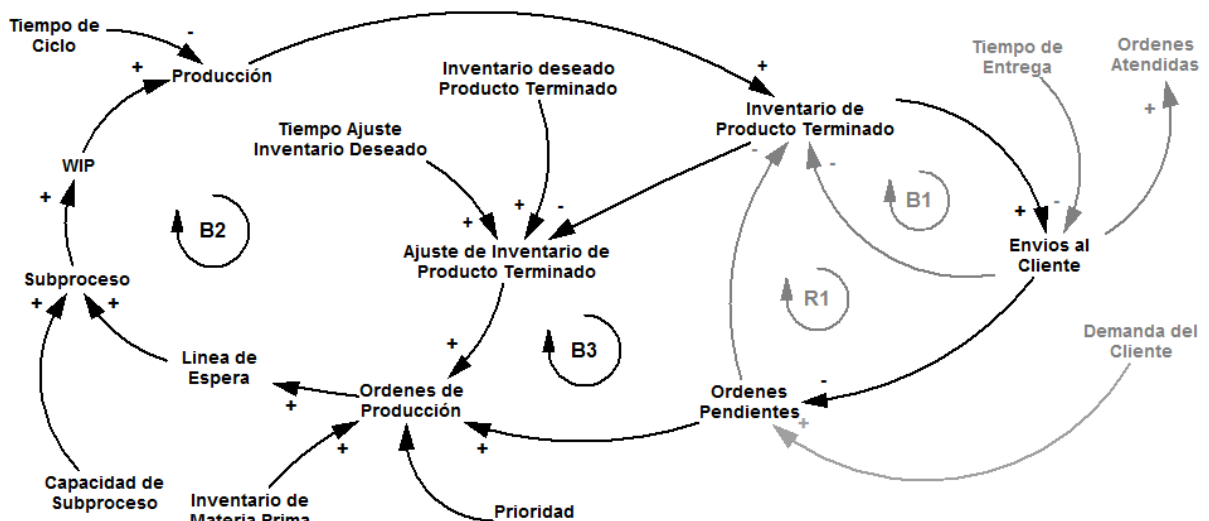 Tiempo de
Ciclo
-
+
Producción
Inventario deseado
Producto Terminado
+
Tiempo de
Entrega
Ordenes
Atendidas
+
Inventario de
Producto Terminado
Tiempo Ajuste
Inventario Deseado
-
-
WIP
+
B2
+
+
-
B1
+
-
Envios al
Cliente
Ajuste de Inventario de
Producto Terminado
Subproceso
+
+
R1
Demanda del
Cliente
+
B3
Linea de
Espera
+
Ordenes de
Producción
-
Ordenes
Pendientes
+
+
+
Capacidad de
Subproceso
Inventario de
Materia Prima
Prioridad